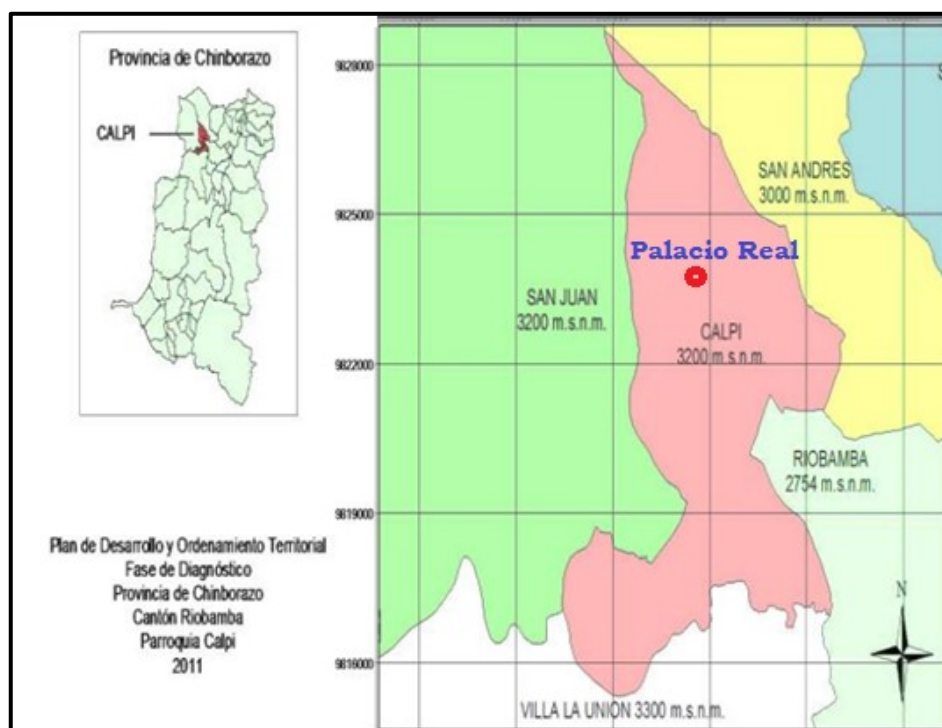 Provincia de Chinborazo
CALPI
Plan de Desarrollo y Ordenamiento Territorial
Fase de Diagnóstico
Provincia de Chinborazo
Cantón Riobamba
Parroquia Calpi
2011
9828000
9825000
9822000
9819000
9816000
SAN ANDRES
3000 m.s.n.m.
Palacio Real
SAN JUAN
3200 m.s.n.m.
CALPI
3200 m.s.n.m.
RIOBAMBA
2754 m.s.n.m.
N
VILLA LA UNION 3300 m.s.n.m.